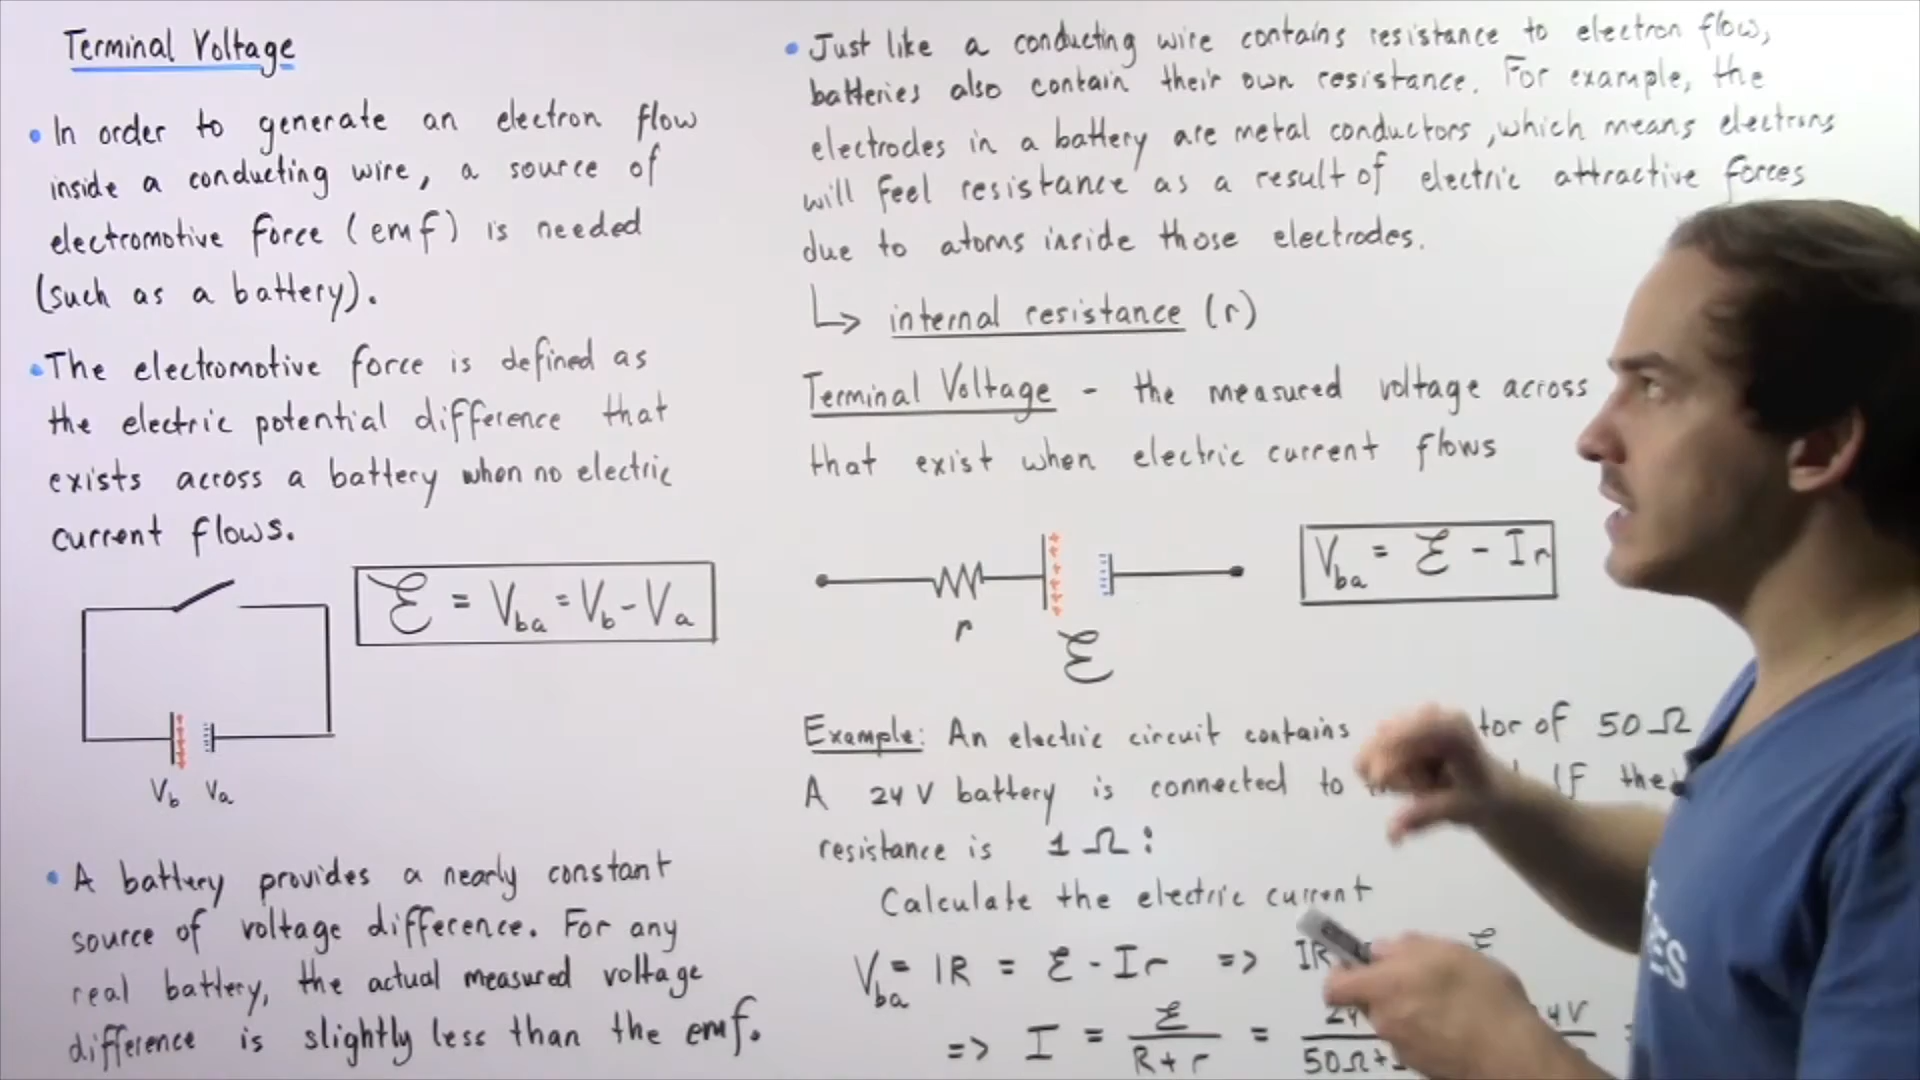 Terminal Voltage
• In order to generate an electron flow
inside a conducting wire, a source of
electromotive force (emf) is needed
(such as a battery).
• The electromotive force is defined as
the electric potential difference that
exists across a battery when no electric
current flows.
ℰ = Vba = Vb - Va
Vb Va
• A battery provides a nearly constant
source of voltage difference. For any
real battery, the actual measured voltage
difference is slightly less than the emf.
• Just like a conducting wire contains resistance to electron flow,
batteries also contain their own resistance. For example, the
electrodes in a battery are metal conductors, which means electrons
will feel resistance as a result of electric attractive forces
due to atoms inside those electrodes.
↳ internal resistance (r)
Terminal Voltage - the measured voltage across
that exist when electric current flows
r
ℰ
Vba = ℰ - Ir
Example: An electric circuit contains of 50Ω
A 24V battery is connected to If the
resistance is 1Ω:
Calculate the electric current
Vba = IR = ℰ - Ir => IR ℰ
=> I = ℰ/(R+r) =
50Ω+